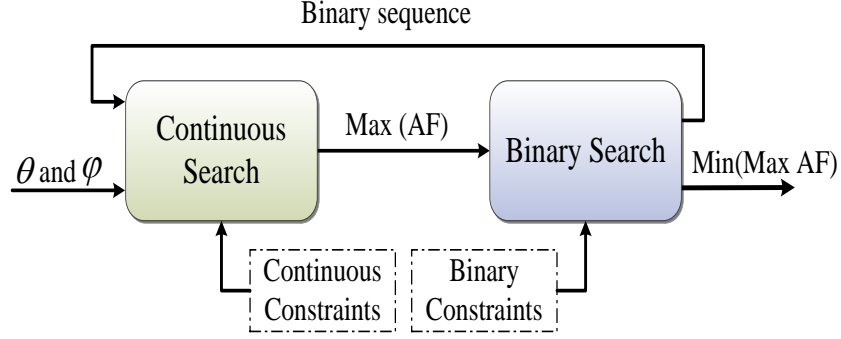 Binary sequence
Continuous
Search
Max (AF)
Binary Search
θ and φ
Min(Max AF)
Continuous
Constraints
Binary
Constraints